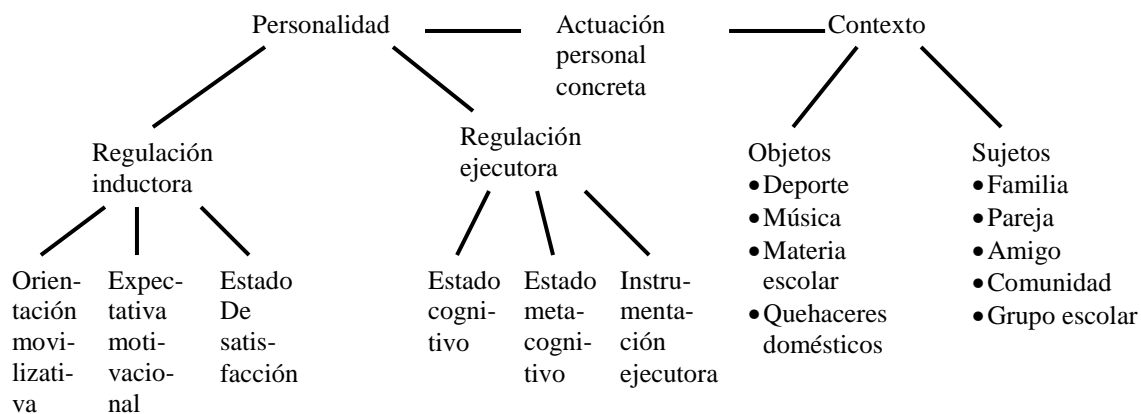 Personalidad
Actuación
personal
concreta
Contexto
Regulación
inductora
Regulación
ejecutora
Objetos
• Deporte
• Música
• Materia
escolar
• Quehaceres
domésticos
Sujetos
• Familia
• Pareja
• Amigo
• Comunidad
• Grupo escolar
Orien-
tación
movi-
lizati-
va
Expec-
tativa
moti-
vacio-
nal
Estado
De
satis-
facción
Estado
cogni-
tivo
Estado
meta-
cogni-
tivo
Instru-
menta-
ción
ejecutora